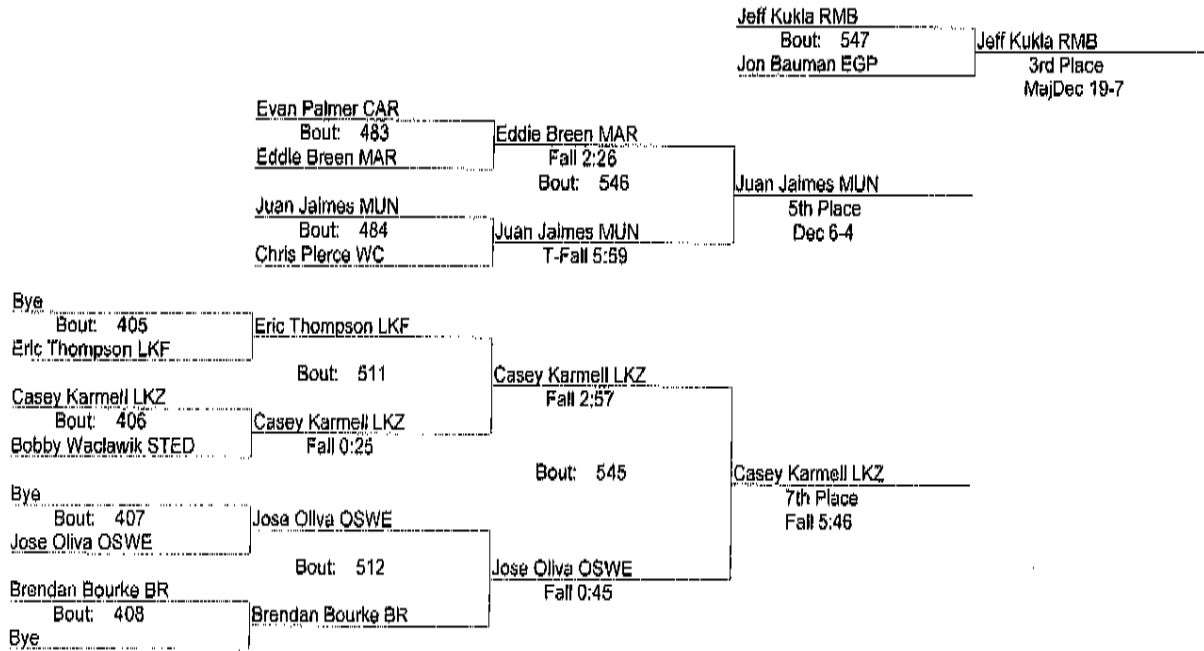 Jeff Kukla RMB
Bout: 547
Jon Bauman EGP
Jeff Kukla RMB
3rd Place
MajDec 19-7
Evan Palmer CAR
Bout: 483
Eddie Breen MAR
Eddie Breen MAR
Fall 2:26
Bout: 546
Juan Jaimes MUN
Bout: 484
Chris Pierce WC
Juan Jaimes MUN
T-Fall 5:59
Juan Jaimes MUN
5th Place
Dec 6-4
Bye
Bout: 405
Eric Thompson LKF
Eric Thompson LKF
Bout: 511
Casey Karmell LKZ
Bout: 406
Bobby Waclawik STED
Casey Karmell LKZ
Fall 0:25
Casey Karmell LKZ
Fall 2:57
Bout: 545
Bye
Bout: 407
Jose Oliva OSWE
Jose Oliva OSWE
Bout: 512
Brendan Bourke BR
Bout: 408
Bye
Brendan Bourke BR
Jose Oliva OSWE
Fall 0:45
Casey Karmell LKZ
7th Place
Fall 5:46